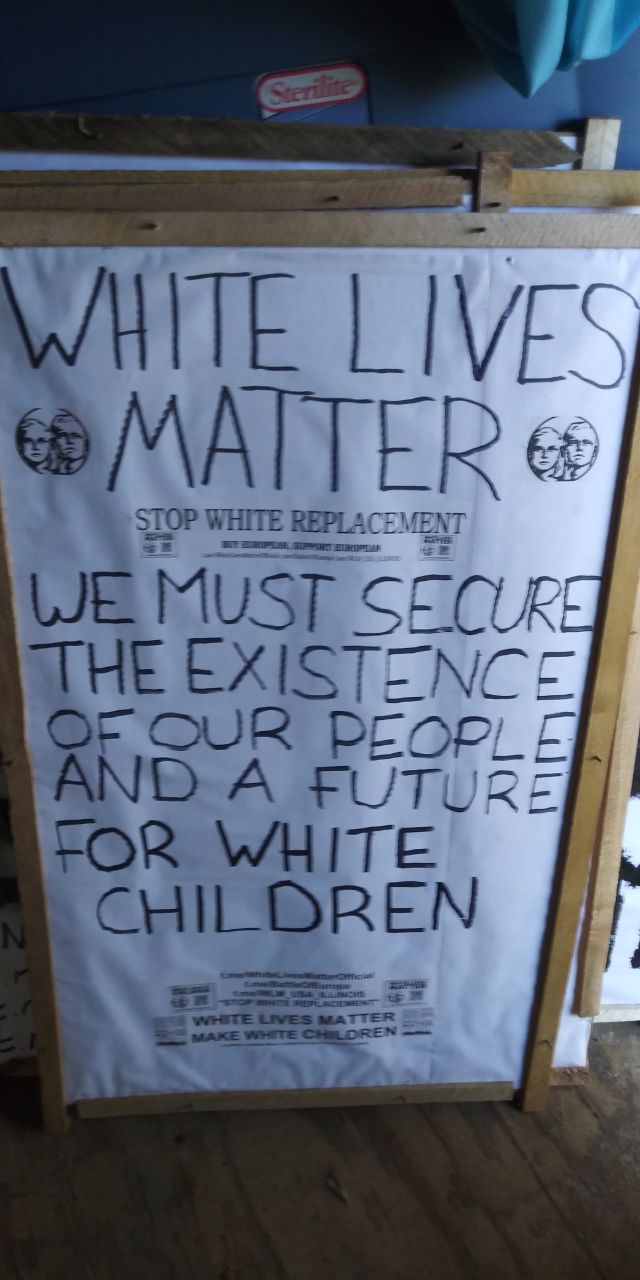 Sterilite
WHITE LIVES
MATTER
STOP WHITE REPLACEMENT
BUY EUROPEAN, SUPPORT EUROPEAN
WE MUST SECURE
THE EXISTENCE
OF OUR PEOPLE
AND A FUTURE
FOR WHITE
CHILDREN
t.me/WhiteLivesMatterOfficial
t.me/BattleOfEurope
t.me/WLM_USA_ILLINOIS
"STOP WHITE REPLACEMENT"
WHITE LIVES MATTER
MAKE WHITE CHILDREN